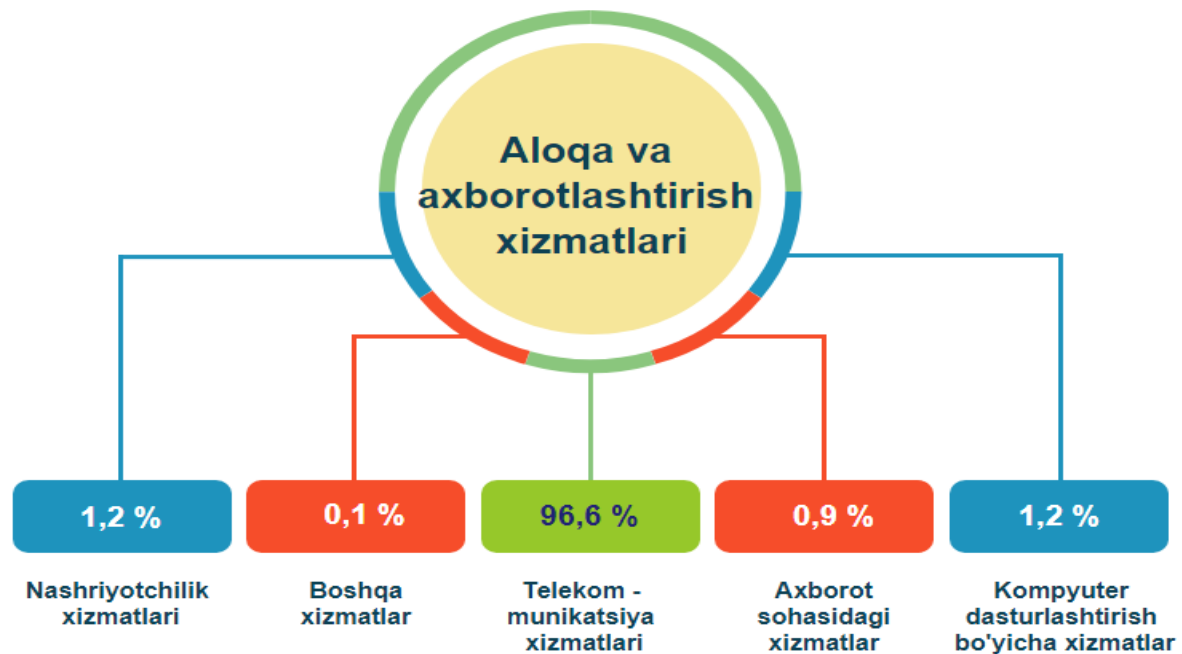 Aloqa va
axborotlashtirish
xizmatlari
1,2 %
0,1 %
96,6 %
0,9 %
1,2 %
Nashriyotchilik
xizmatlari
Boshqa
xizmatlar
Telekom -
munikatsiya
xizmatlari
Axborot
sohasidagi
xizmatlar
Kompyuter
dasturlashtirish
bo'yicha xizmatlar